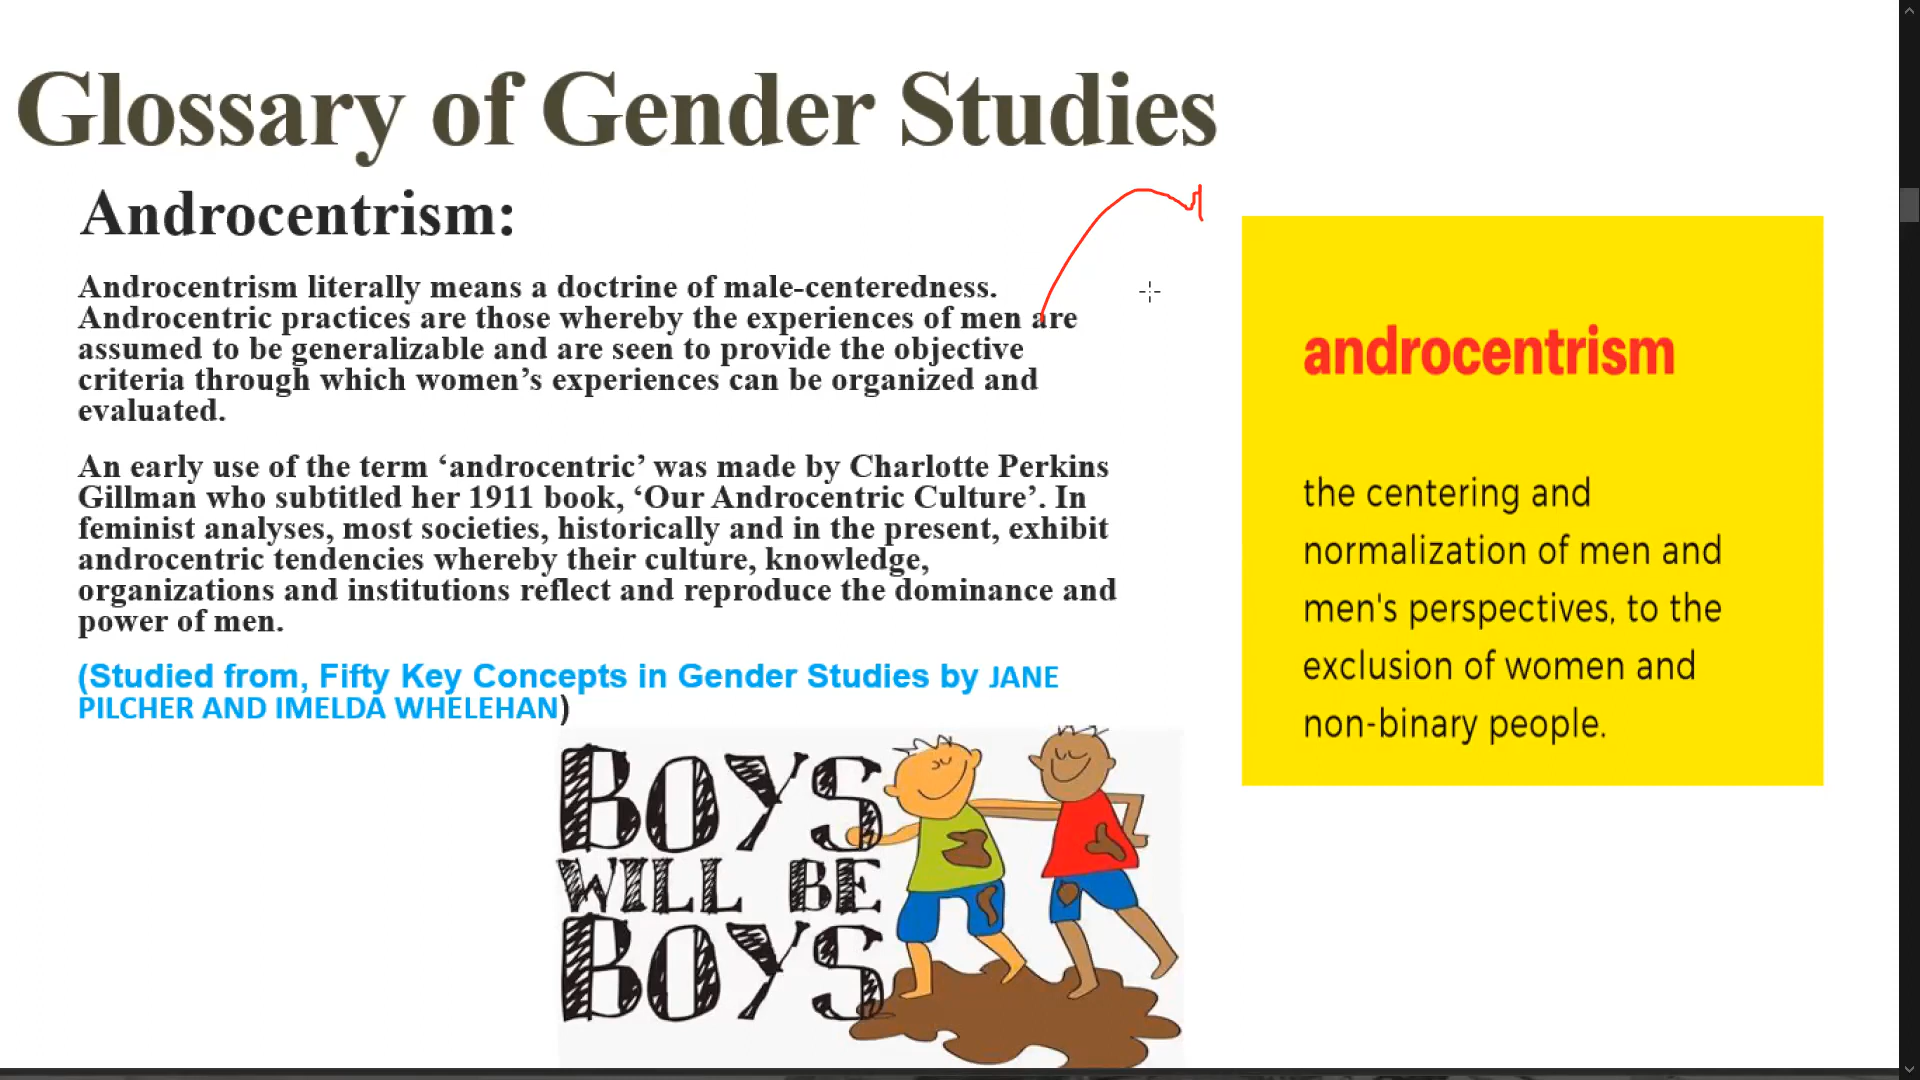 Glossary of Gender Studies
Androcentrism:
Androcentrism literally means a doctrine of male-centeredness.
Androcentric practices are those whereby the experiences of men are
assumed to be generalizable and are seen to provide the objective
criteria through which women’s experiences can be organized and
evaluated.
An early use of the term ‘androcentric’ was made by Charlotte Perkins
Gillman who subtitled her 1911 book, ‘Our Androcentric Culture’. In
feminist analyses, most societies, historically and in the present, exhibit
androcentric tendencies whereby their culture, knowledge,
organizations and institutions reflect and reproduce the dominance and
power of men.
(Studied from, Fifty Key Concepts in Gender Studies by JANE
PILCHER AND IMELDA WHELEHAN)
androcentrism
the centering and
normalization of men and
men's perspectives, to the
exclusion of women and
non-binary people.
BOYS
WILL BE
BOYS